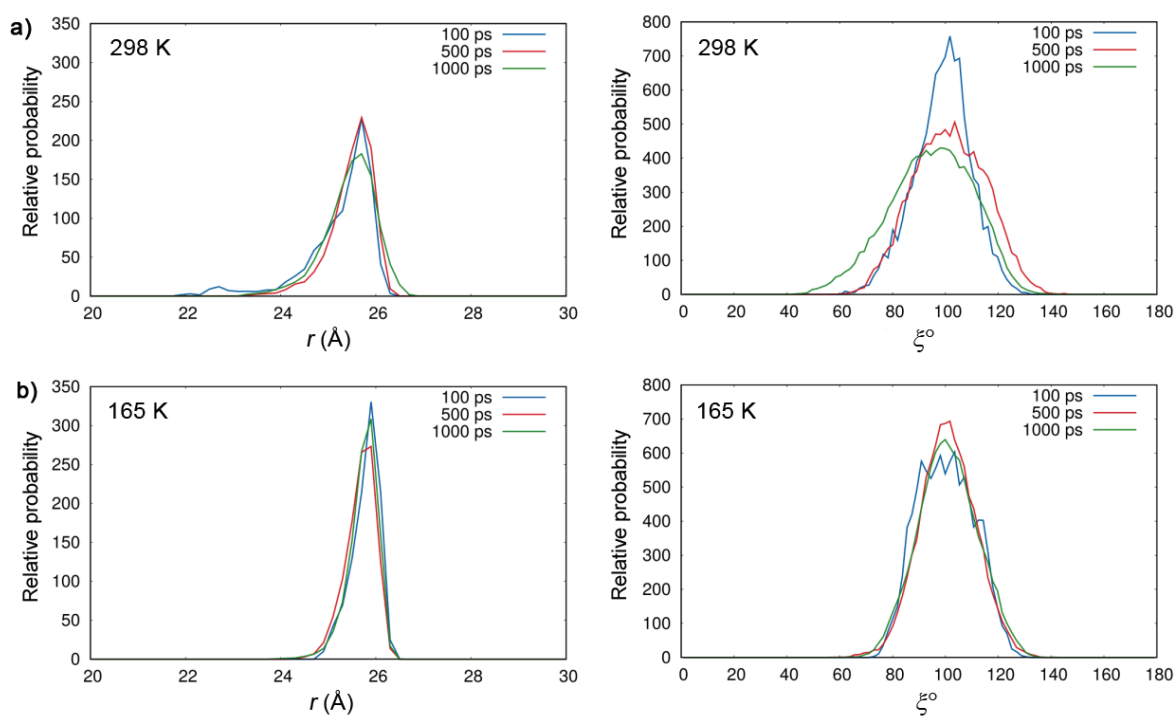 a)
298 K
100 ps
500 ps
1000 ps
Relative probability
350
300
250
200
150
100
50
0
20 22 24 26 28 30
r (Å)
298 K
100 ps
500 ps
1000 ps
Relative probability
800
700
600
500
400
300
200
100
0
0 20 40 60 80 100 120 140 160 180
ξ°
b)
165 K
100 ps
500 ps
1000 ps
Relative probability
350
300
250
200
150
100
50
0
20 22 24 26 28 30
r (Å)
165 K
100 ps
500 ps
1000 ps
Relative probability
800
700
600
500
400
300
200
100
0
0 20 40 60 80 100 120 140 160 180
ξ°